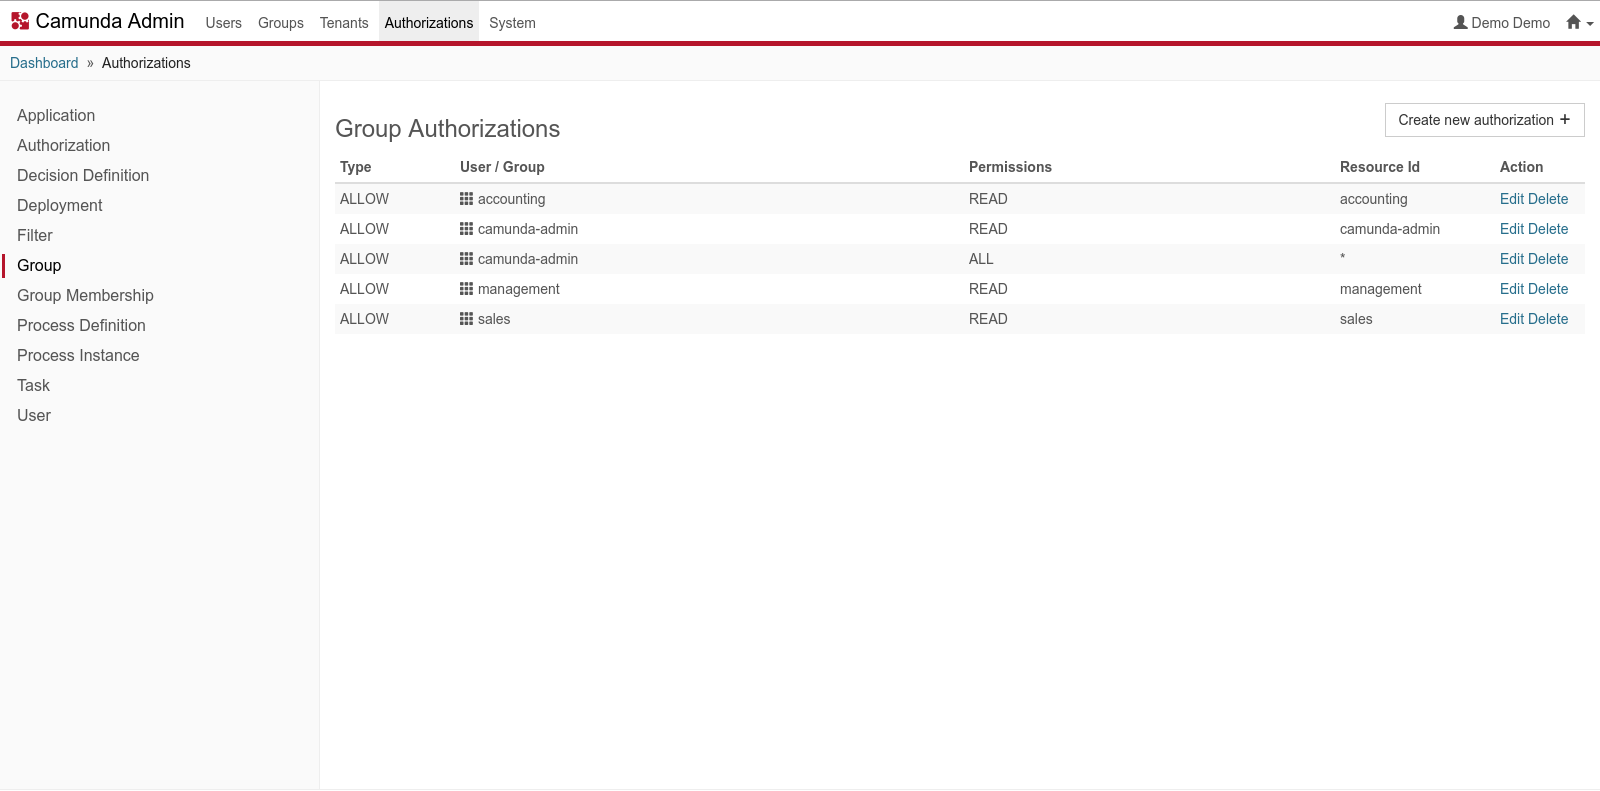 Camunda Admin Users Groups Tenants Authorizations System Demo Demo
Dashboard » Authorizations
Application
Authorization
Decision Definition
Deployment
Filter
Group
Group Membership
Process Definition
Process Instance
Task
User
Group Authorizations
Create new authorization +
Type User / Group Permissions Resource Id Action
ALLOW accounting READ accounting Edit Delete
ALLOW camunda-admin READ camunda-admin Edit Delete
ALLOW camunda-admin ALL * Edit Delete
ALLOW management READ management Edit Delete
ALLOW sales READ sales Edit Delete